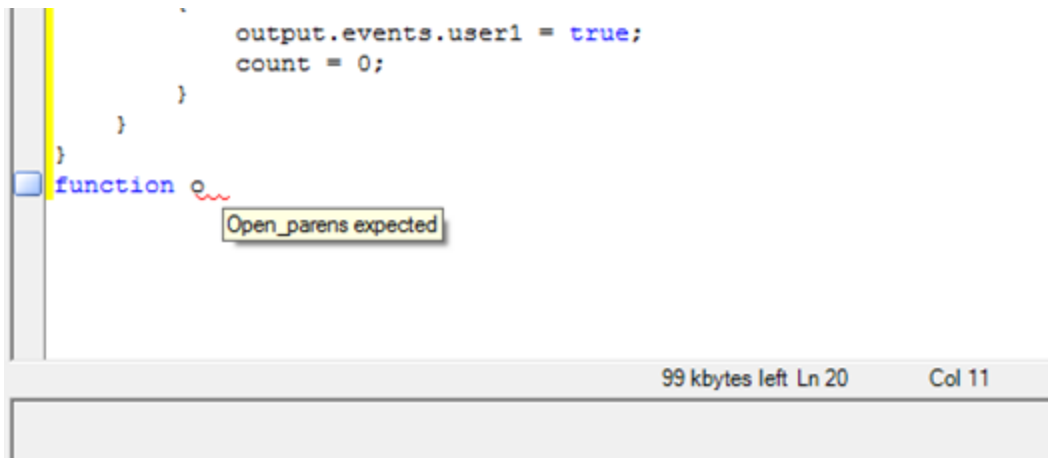 {
output.events.user1 = true;
count = 0;
}
}
}
function o
Open_parens expected
99 kbytes left Ln 20 Col 11